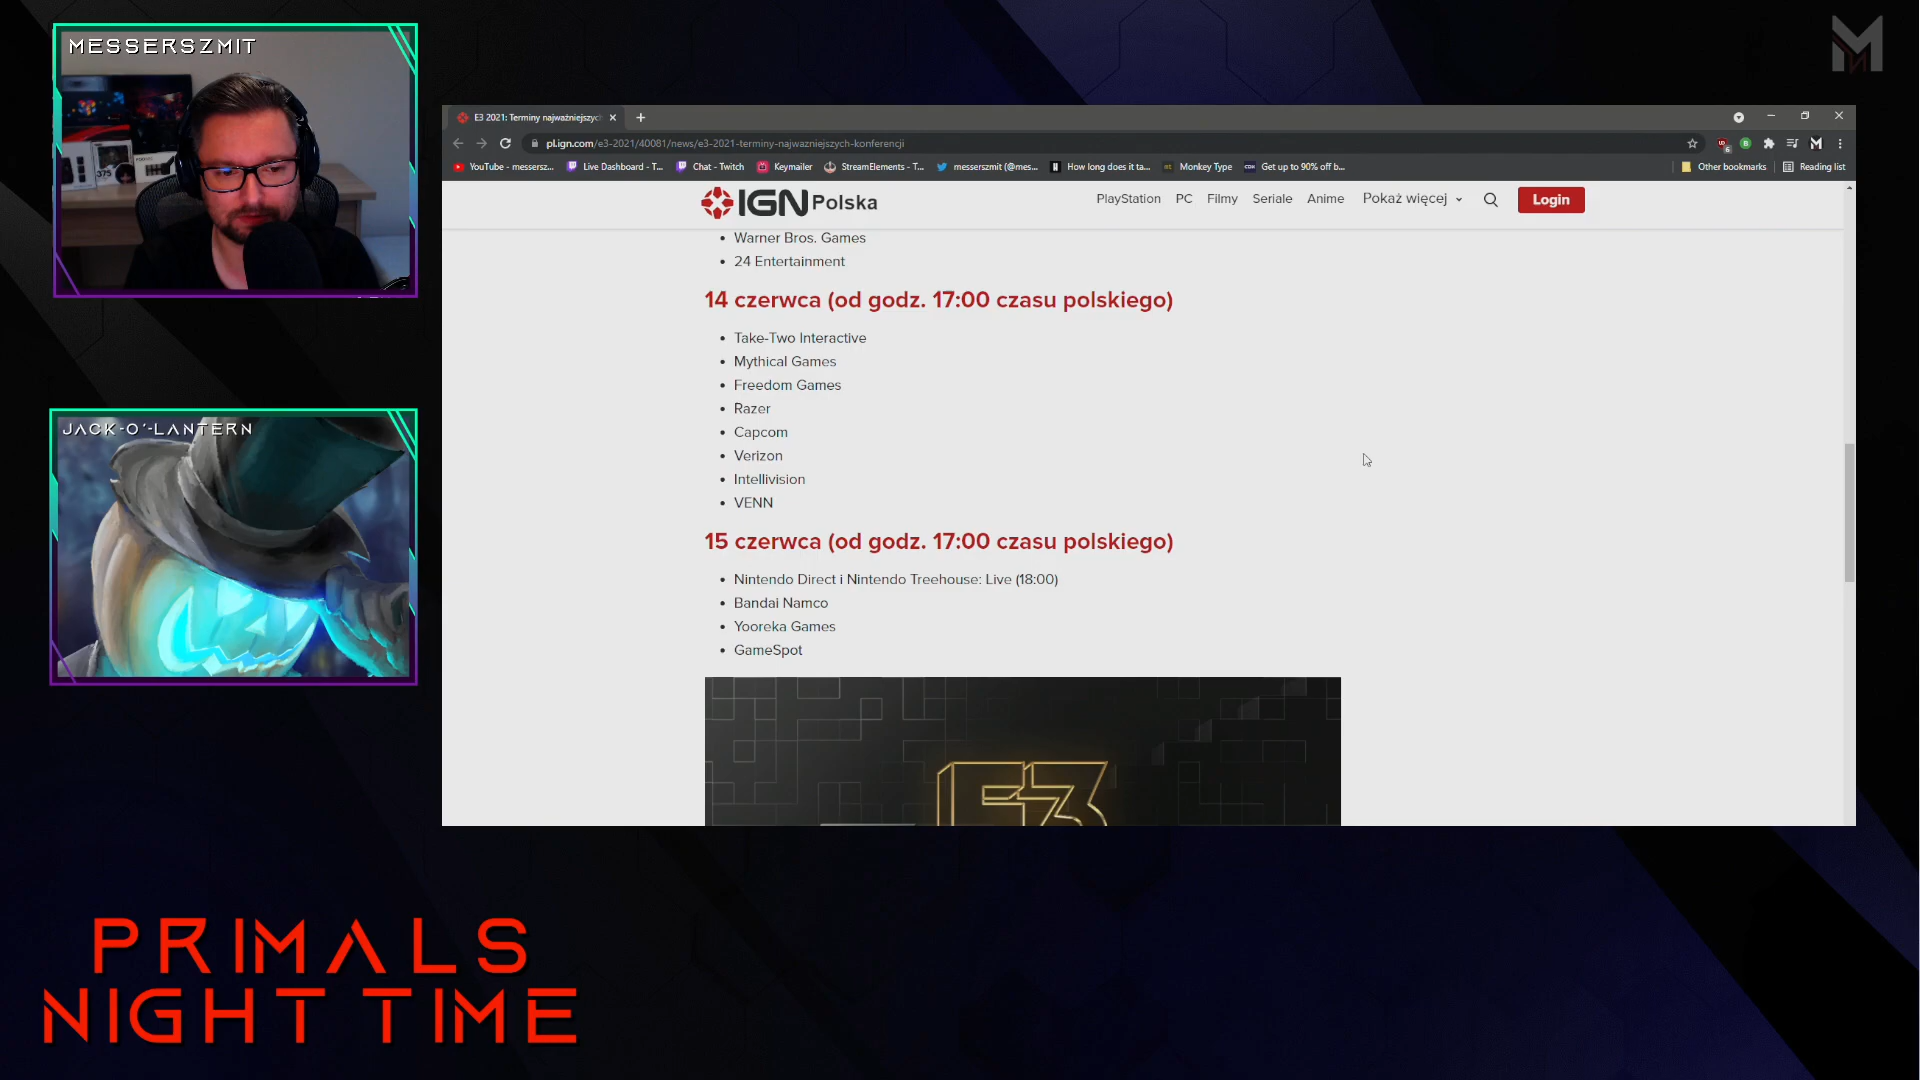 MESSERSZMIT
JACK-O'-LANTERN
PRIMALS
NIGHT TIME
E3 2021: Terminy najważniejszyc
pl.ign.com/e3-2021/40081/news/e3-2021-terminy-najwazniejszych-konferencji
YouTube - messersz... Live Dashboard - T... Chat - Twitch Keymailer StreamElements - T... messerszmit (@mes... How long does it ta... Monkey Type Get up to 90% off b... Other bookmarks Reading list
IGN Polska PlayStation PC Filmy Seriale Anime Pokaż więcej Login
Warner Bros. Games
24 Entertainment
14 czerwca (od godz. 17:00 czasu polskiego)
Take-Two Interactive
Mythical Games
Freedom Games
Razer
Capcom
Verizon
Intellivision
VENN
15 czerwca (od godz. 17:00 czasu polskiego)
Nintendo Direct i Nintendo Treehouse: Live (18:00)
Bandai Namco
Yooreka Games
GameSpot
E3